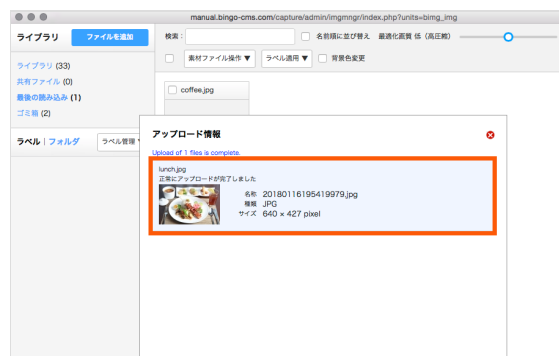 manual.bingo-cms.com/capture/admin/imgmngr/index.php?units=bimg_img
ライブラリ
ファイルを追加
検索：
名前順に並び替え
最適化画質 係（高圧縮）
素材ファイル操作 ▼
ラベル適用 ▼
背景色変更
ライブラリ (33)
共有ファイル (0)
最後の読み込み (1)
ゴミ箱 (2)
ラベル | フォルダ
ラベル管理
coffee.jpg
アップロード情報
Upload of 1 files is complete.
lunch.jpg
正常にアップロードが完了しました
名称 20180116195419979.jpg
種類 JPG
サイズ 640 × 427 pixel